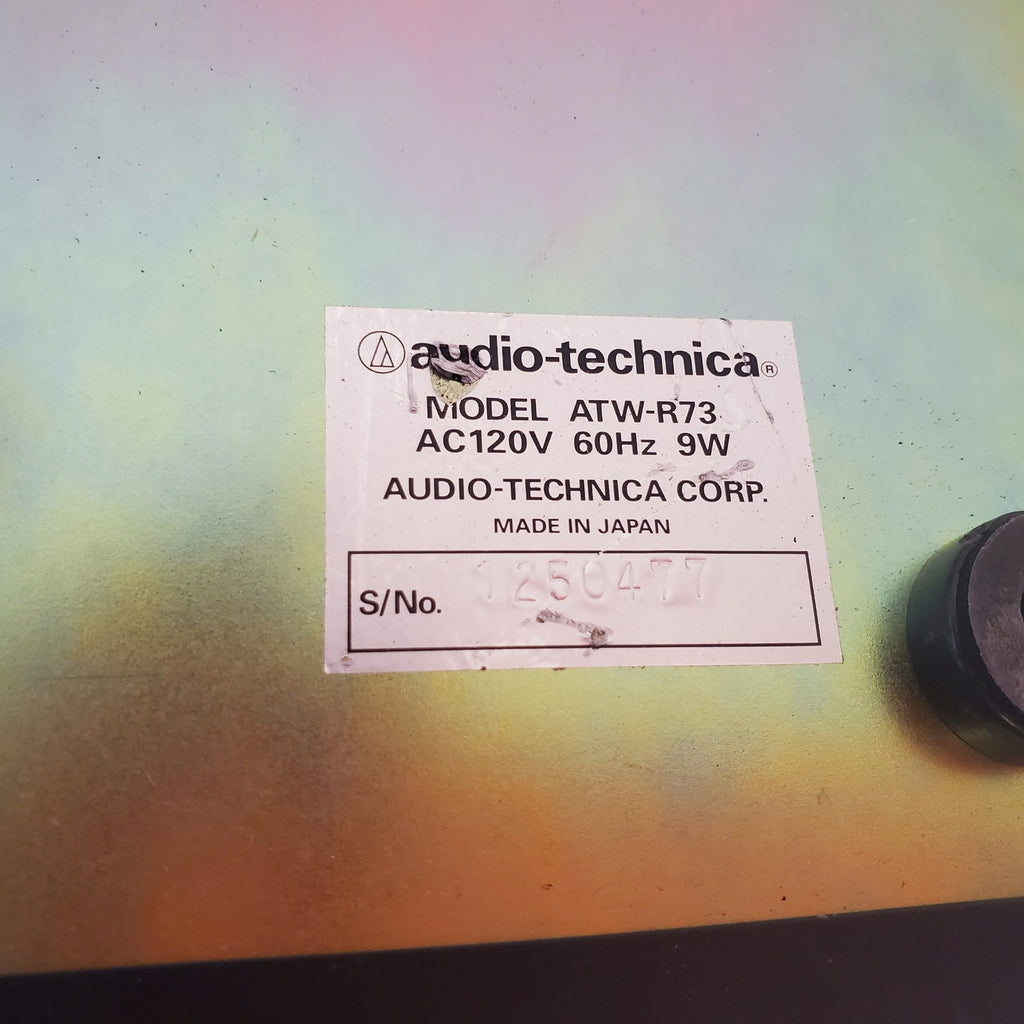 audio-technica®
MODEL ATW-R73
AC120V 60Hz 9W
AUDIO-TECHNICA CORP.
MADE IN JAPAN
S/No. 1250477